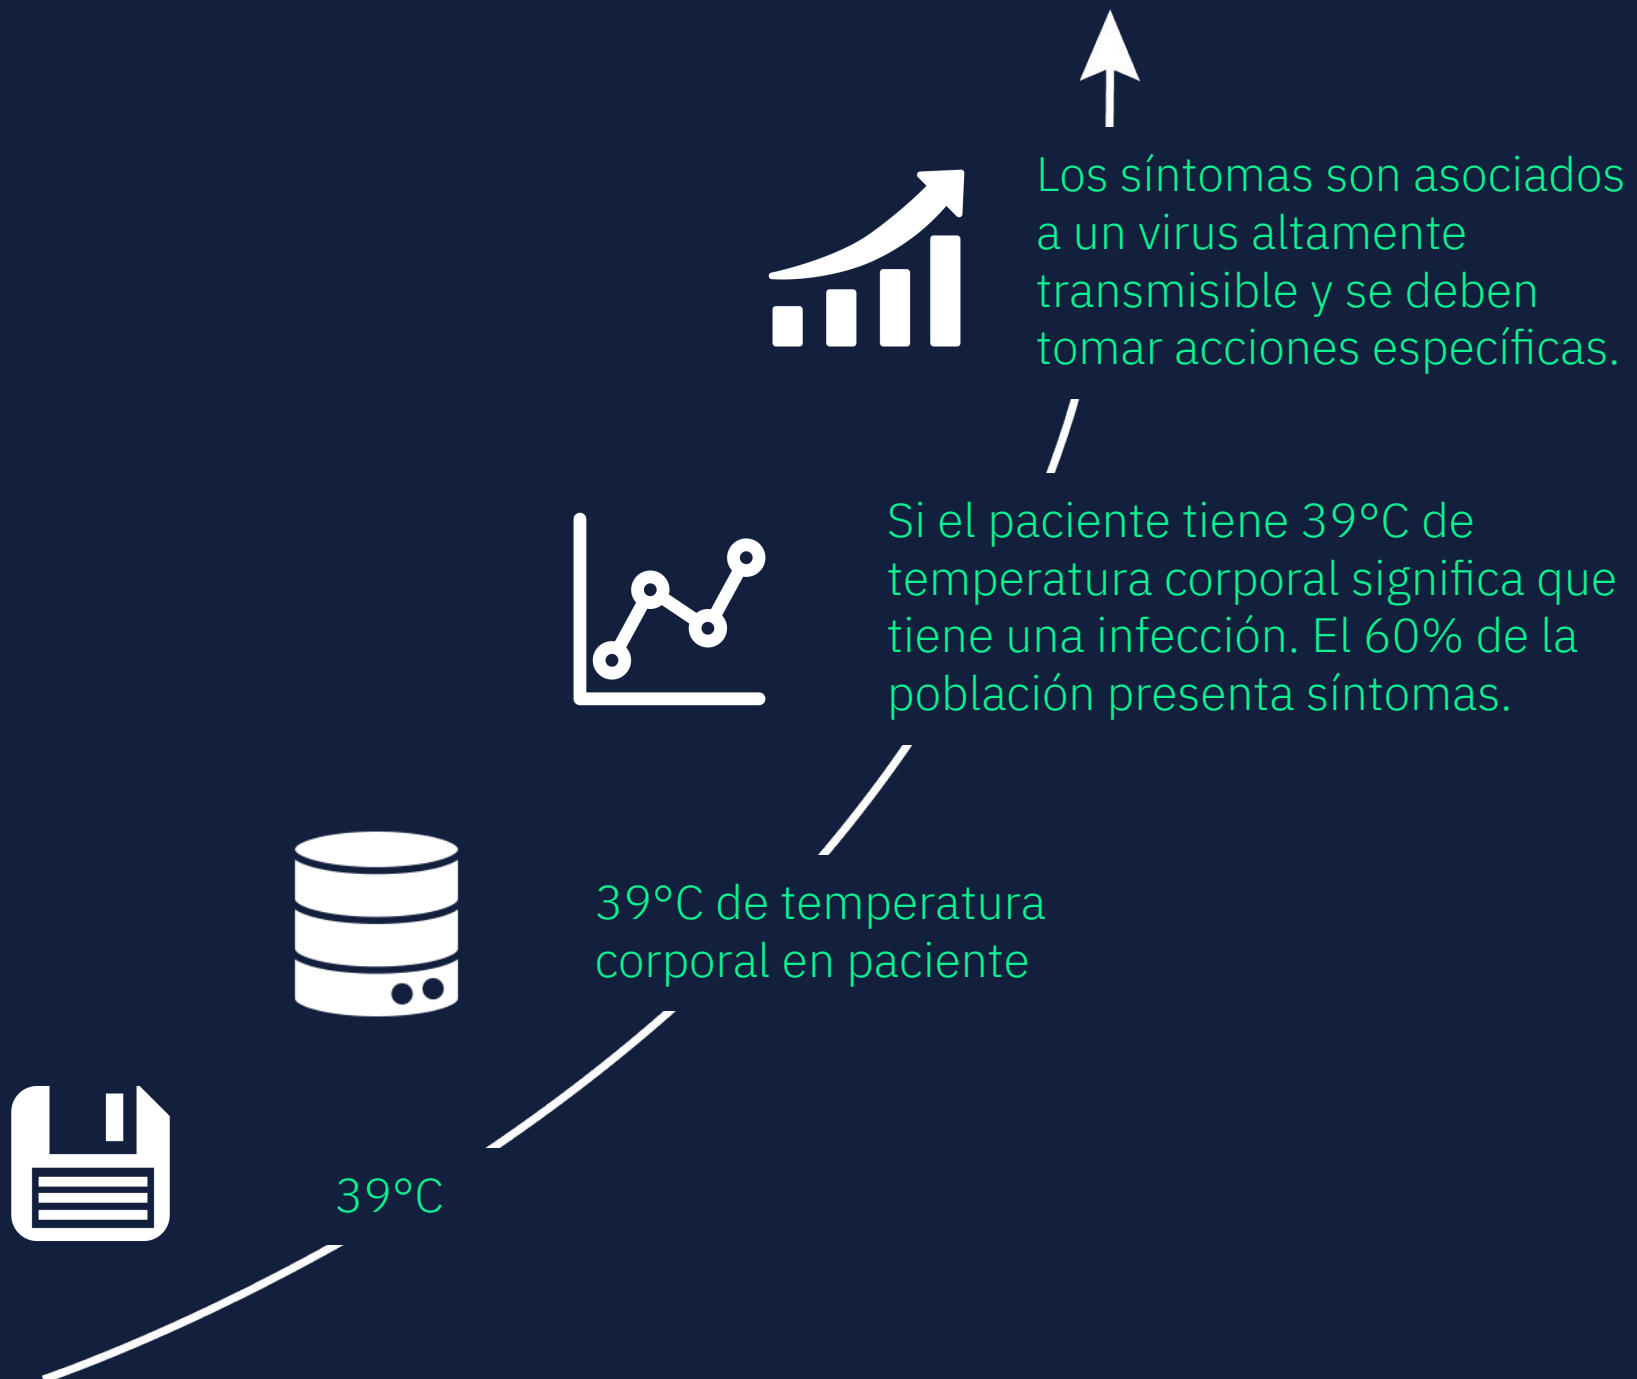 Los síntomas son asociados
a un virus altamente
transmisible y se deben
tomar acciones específicas.
Si el paciente tiene 39°C de
temperatura corporal significa que
tiene una infección. El 60% de la
población presenta síntomas.
39°C de temperatura
corporal en paciente
39°C